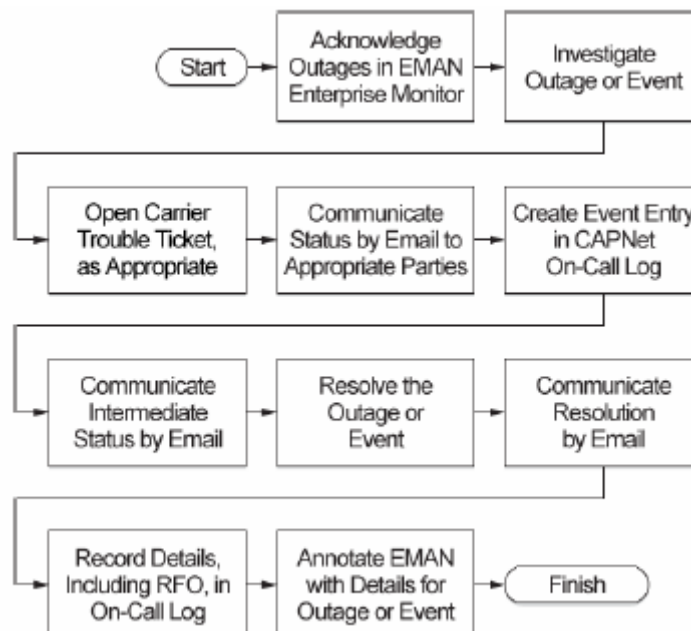 Start
Acknowledge
Outages in EMAN
Enterprise Monitor
Investigate
Outage or Event
Open Carrier
Trouble Ticket,
as Appropriate
Communicate
Status by Email to
Appropriate Parties
Create Event Entry
in CAPNet
On-Call Log
Communicate
Intermediate
Status by Email
Resolve the
Outage or
Event
Communicate
Resolution
by Email
Record Details,
Including RFO, in
On-Call Log
Annotate EMAN
with Details for
Outage or Event
Finish